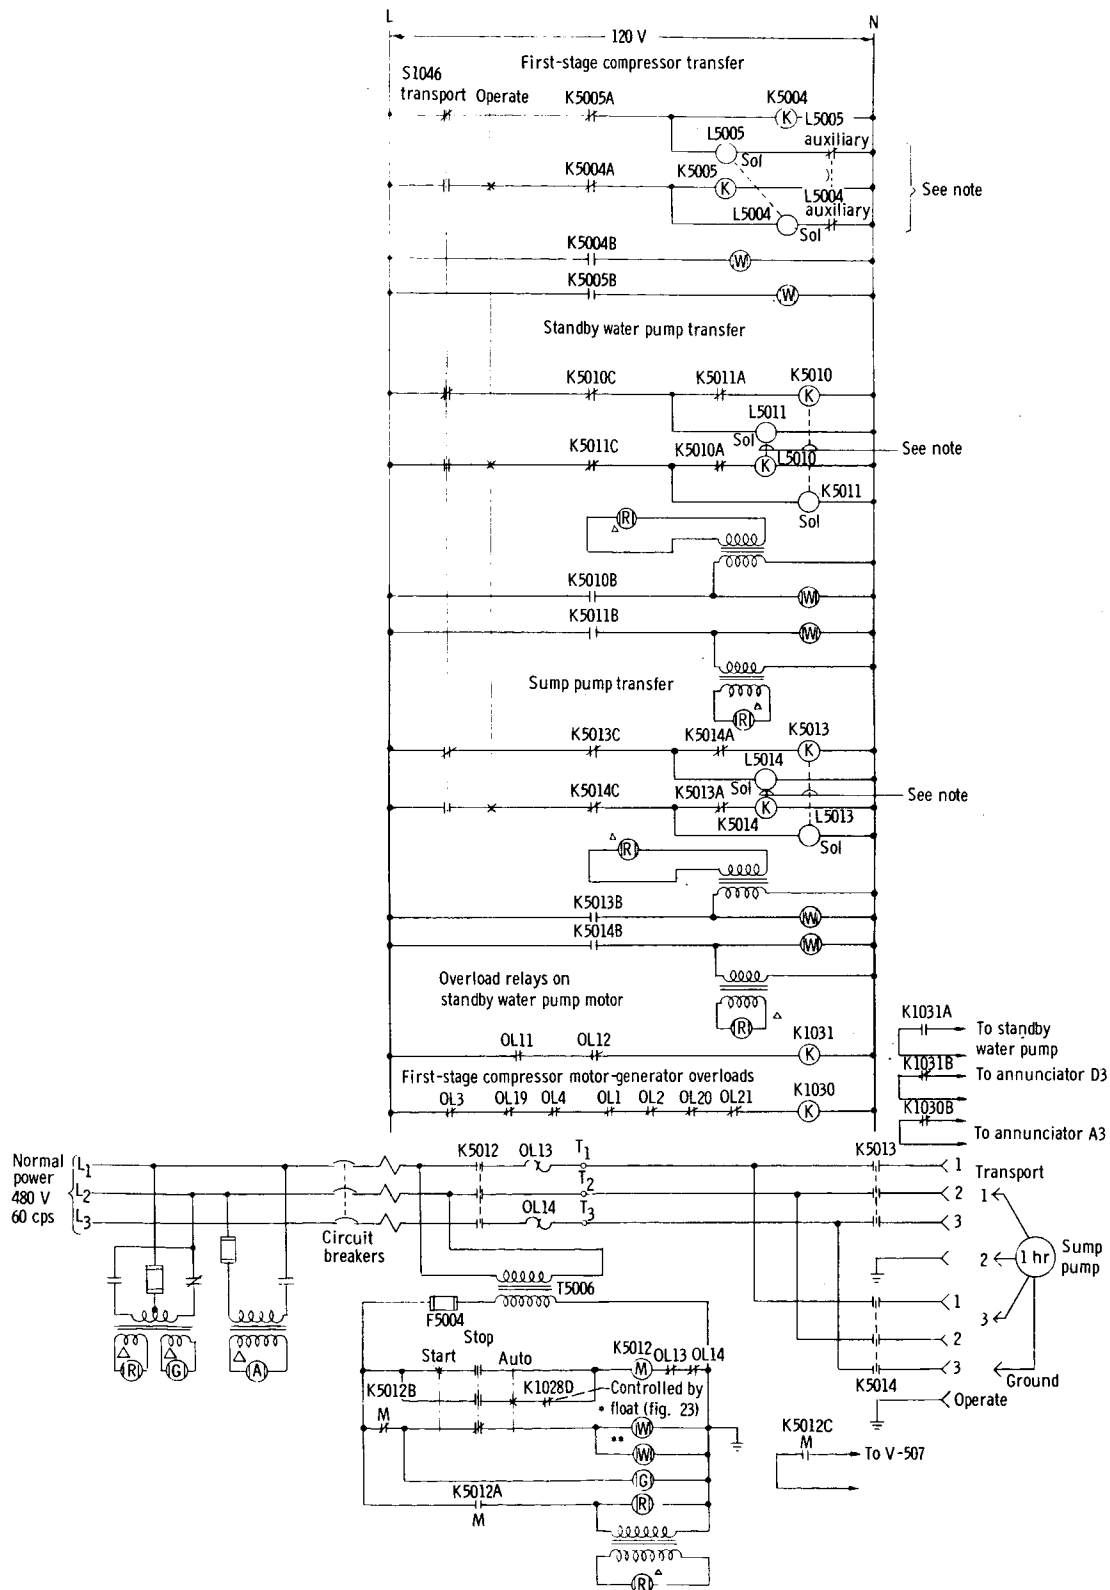 L
N
120 V
First-stage compressor transfer
S1046
transport Operate
K5005A
K5004
K
L5005
auxiliary
L5005
Sol
K5004A
K5005
K
L5004
auxiliary
L5004
Sol
See note
K5004B
W
K5005B
W
Standby water pump transfer
K5010C
K5011A
K5010
K
L5011
Sol
See note
K5011C
K5010A
K
L5010
K5011
Sol
R
K5010B
W
K5011B
W
R
Sump pump transfer
K5013C
K5014A
K5013
K
L5014
Sol
See note
K5014C
K5013A
K
K5014
L5013
Sol
R
K5013B
W
K5014B
W
R
Overload relays on
standby water pump motor
OL11
OL12
K1031
K
K1031A
To standby
water pump
First-stage compressor motor-generator overloads
K1031B
To annunciator D3
OL3
OL19
OL4
OL1
OL2
OL20
OL21
K1030
K
K1030B
To annunciator A3
Normal
power
480 V
60 cps
L1
L2
L3
Circuit
breakers
K5012
OL13
OL14
T1
T2
T3
K5013
1
2
3
Transport
1
2
3
1 hr
Sump
pump
1
2
3
Ground
K5014
Operate
R
G
A
T5006
F5004
Stop
Start
Auto
K5012
M
OL13
OL14
K5012B
M
K1028D
Controlled by
* float (fig. 23)
W
**
W
G
K5012A
M
R
R
K5012C
M
To V-507